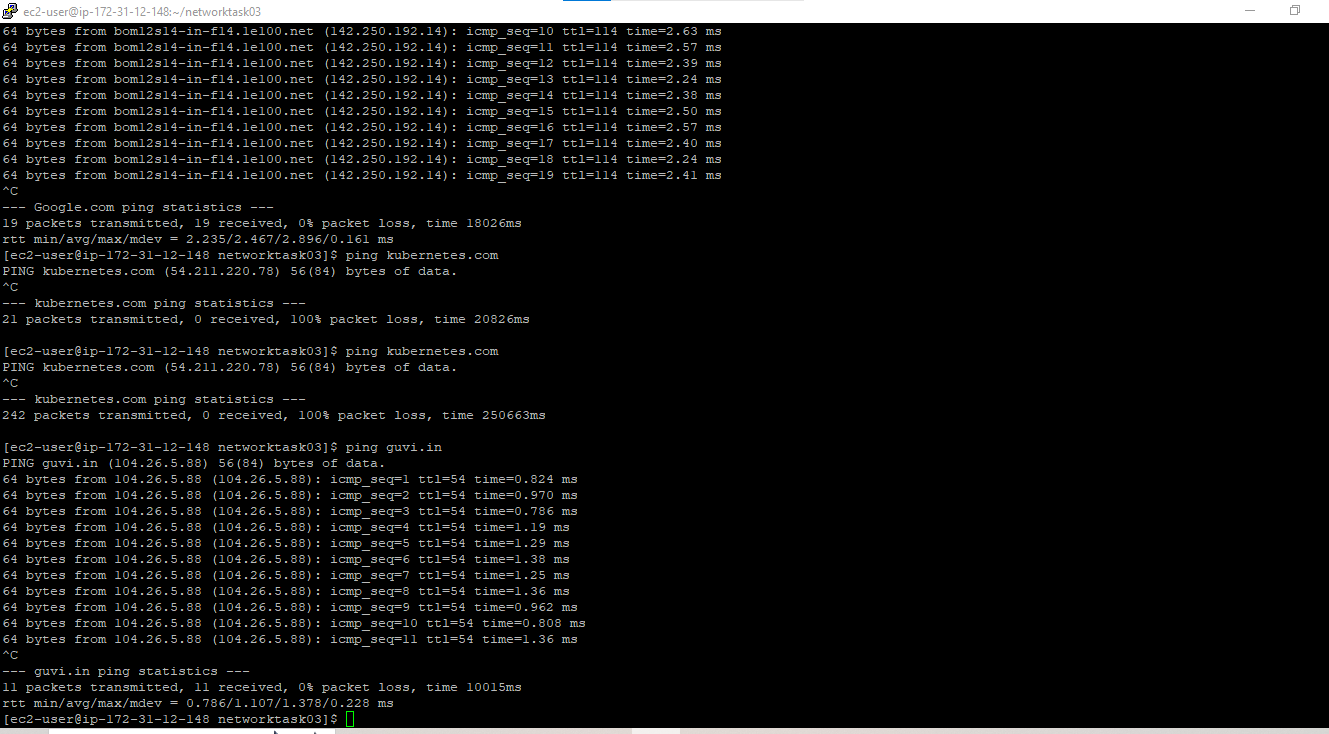 ec2-user@ip-172-31-12-148:~/networktask03
64 bytes from bom12s14-in-f14.1e100.net (142.250.192.14): icmp_seq=10 ttl=114 time=2.63 ms
64 bytes from bom12s14-in-f14.1e100.net (142.250.192.14): icmp_seq=11 ttl=114 time=2.57 ms
64 bytes from bom12s14-in-f14.1e100.net (142.250.192.14): icmp_seq=12 ttl=114 time=2.39 ms
64 bytes from bom12s14-in-f14.1e100.net (142.250.192.14): icmp_seq=13 ttl=114 time=2.24 ms
64 bytes from bom12s14-in-f14.1e100.net (142.250.192.14): icmp_seq=14 ttl=114 time=2.38 ms
64 bytes from bom12s14-in-f14.1e100.net (142.250.192.14): icmp_seq=15 ttl=114 time=2.50 ms
64 bytes from bom12s14-in-f14.1e100.net (142.250.192.14): icmp_seq=16 ttl=114 time=2.57 ms
64 bytes from bom12s14-in-f14.1e100.net (142.250.192.14): icmp_seq=17 ttl=114 time=2.40 ms
64 bytes from bom12s14-in-f14.1e100.net (142.250.192.14): icmp_seq=18 ttl=114 time=2.24 ms
64 bytes from bom12s14-in-f14.1e100.net (142.250.192.14): icmp_seq=19 ttl=114 time=2.41 ms
^C
--- Google.com ping statistics ---
19 packets transmitted, 19 received, 0% packet loss, time 18026ms
rtt min/avg/max/mdev = 2.235/2.467/2.896/0.161 ms
[ec2-user@ip-172-31-12-148 networktask03]$ ping kubernetes.com
PING kubernetes.com (54.211.220.78) 56(84) bytes of data.
^C
--- kubernetes.com ping statistics ---
21 packets transmitted, 0 received, 100% packet loss, time 20826ms
[ec2-user@ip-172-31-12-148 networktask03]$ ping kubernetes.com
PING kubernetes.com (54.211.220.78) 56(84) bytes of data.
^C
--- kubernetes.com ping statistics ---
242 packets transmitted, 0 received, 100% packet loss, time 250663ms
[ec2-user@ip-172-31-12-148 networktask03]$ ping guvi.in
PING guvi.in (104.26.5.88) 56(84) bytes of data.
64 bytes from 104.26.5.88 (104.26.5.88): icmp_seq=1 ttl=54 time=0.824 ms
64 bytes from 104.26.5.88 (104.26.5.88): icmp_seq=2 ttl=54 time=0.970 ms
64 bytes from 104.26.5.88 (104.26.5.88): icmp_seq=3 ttl=54 time=0.786 ms
64 bytes from 104.26.5.88 (104.26.5.88): icmp_seq=4 ttl=54 time=1.19 ms
64 bytes from 104.26.5.88 (104.26.5.88): icmp_seq=5 ttl=54 time=1.29 ms
64 bytes from 104.26.5.88 (104.26.5.88): icmp_seq=6 ttl=54 time=1.38 ms
64 bytes from 104.26.5.88 (104.26.5.88): icmp_seq=7 ttl=54 time=1.25 ms
64 bytes from 104.26.5.88 (104.26.5.88): icmp_seq=8 ttl=54 time=1.36 ms
64 bytes from 104.26.5.88 (104.26.5.88): icmp_seq=9 ttl=54 time=0.962 ms
64 bytes from 104.26.5.88 (104.26.5.88): icmp_seq=10 ttl=54 time=0.808 ms
64 bytes from 104.26.5.88 (104.26.5.88): icmp_seq=11 ttl=54 time=1.36 ms
^C
--- guvi.in ping statistics ---
11 packets transmitted, 11 received, 0% packet loss, time 10015ms
rtt min/avg/max/mdev = 0.786/1.107/1.378/0.228 ms
[ec2-user@ip-172-31-12-148 networktask03]$